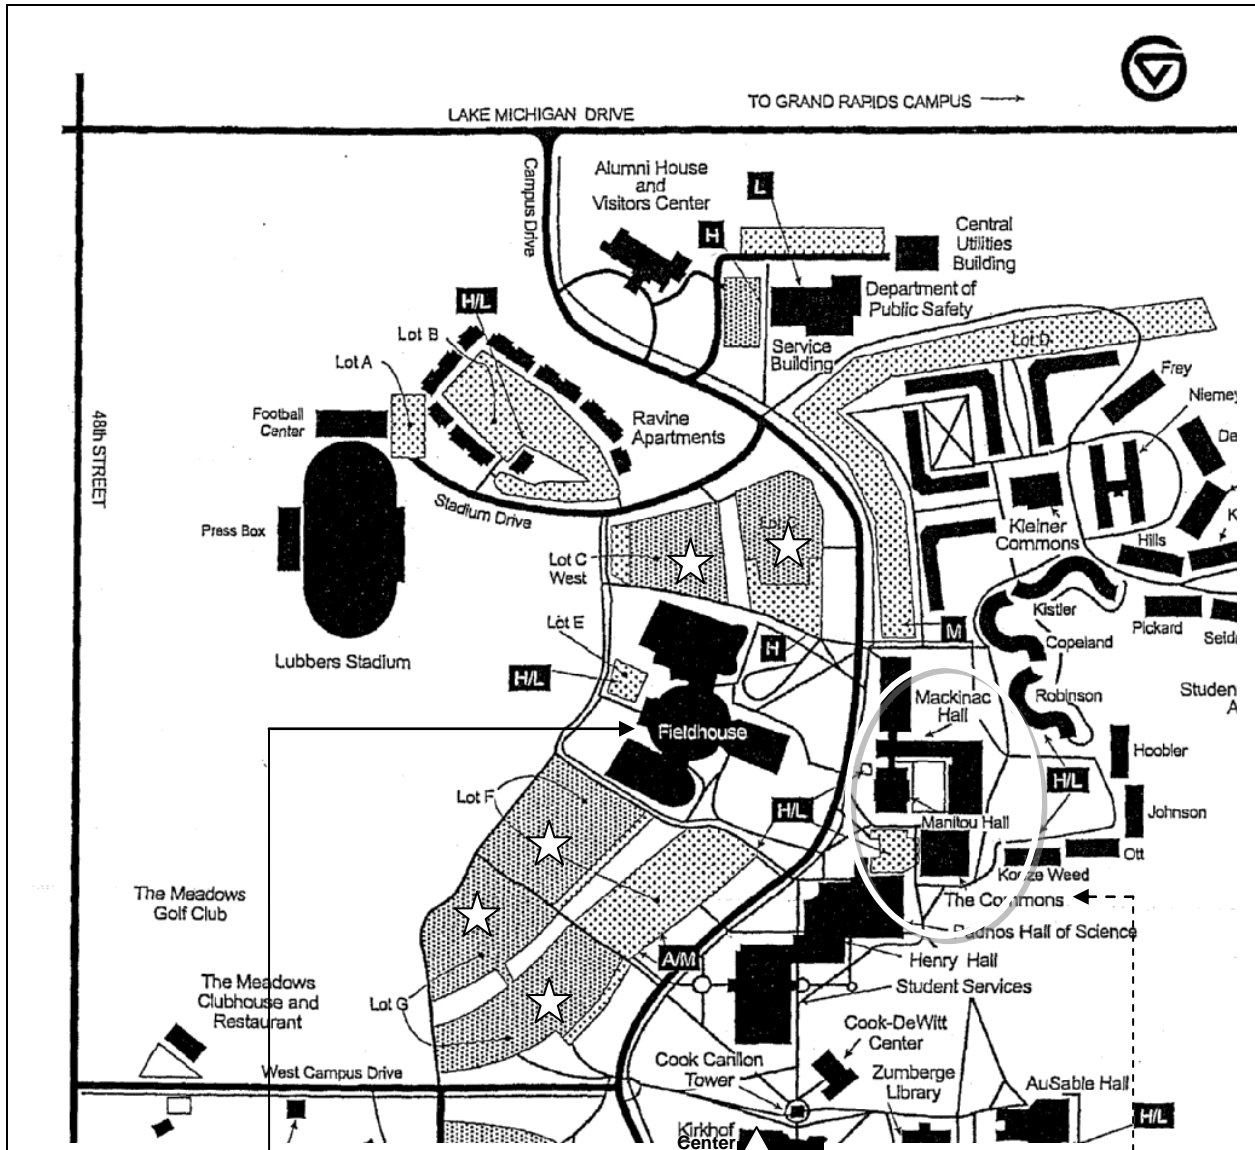 TO GRAND RAPIDS CAMPUS
LAKE MICHIGAN DRIVE
Campus Drive
Alumni House
and
Visitors Center
L
H
Central
Utilities
Building
Department of
Public Safety
Service
Building
H/L
Lot B
Lot A
Lot D
Frey
Football
Center
48th STREET
Ravine
Apartments
Stadium Drive
Press Box
Kleiner
Commons
Hills
Lot C
West
Kistler
Pickard
Lot E
M
H
Copeland
Lubbers Stadium
H/L
Mackinac
Hall
Robinson
Fieldhouse
Hoobler
H/L
Lot F
H/L
Manitou Hall
Johnson
Ott
Weed
The Meadows
Golf Club
The Commons
Padnos Hall of Science
A/M
Henry Hall
The Meadows
Clubhouse and
Restaurant
Student Services
Lot G
Cook-DeWitt
Center
Cook Carillon
Tower
West Campus Drive
Zumberge
Library
AuSable Hall
H/L
Kirkhof
Center